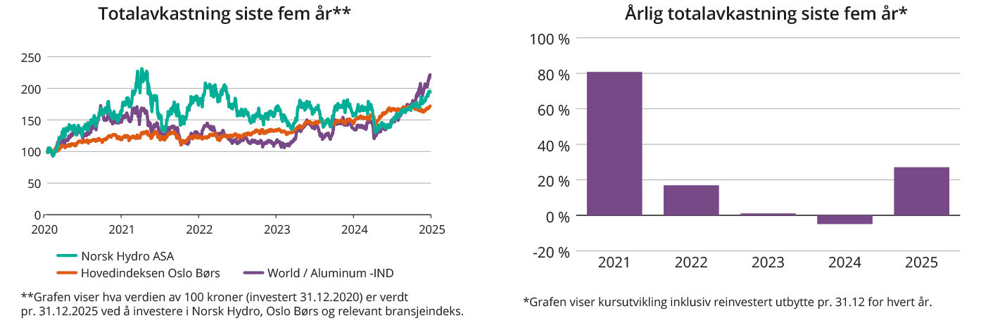 Totalavkastning siste fem år**
250
200
150
100
50
0
2020 2021 2022 2023 2024 2025
Norsk Hydro ASA
Hovedindeksen Oslo Børs World / Aluminum -IND
**Grafen viser hva verdien av 100 kroner (investert 31.12.2020) er verdt
pr. 31.12.2025 ved å investere i Norsk Hydro, Oslo Børs og relevant bransjeindeks.
Årlig totalavkastning siste fem år*
100 %
80 %
60 %
40 %
20 %
0 %
-20 %
2021 2022 2023 2024 2025
*Grafen viser kursutvikling inklusiv reinvestert utbytte pr. 31.12 for hvert år.